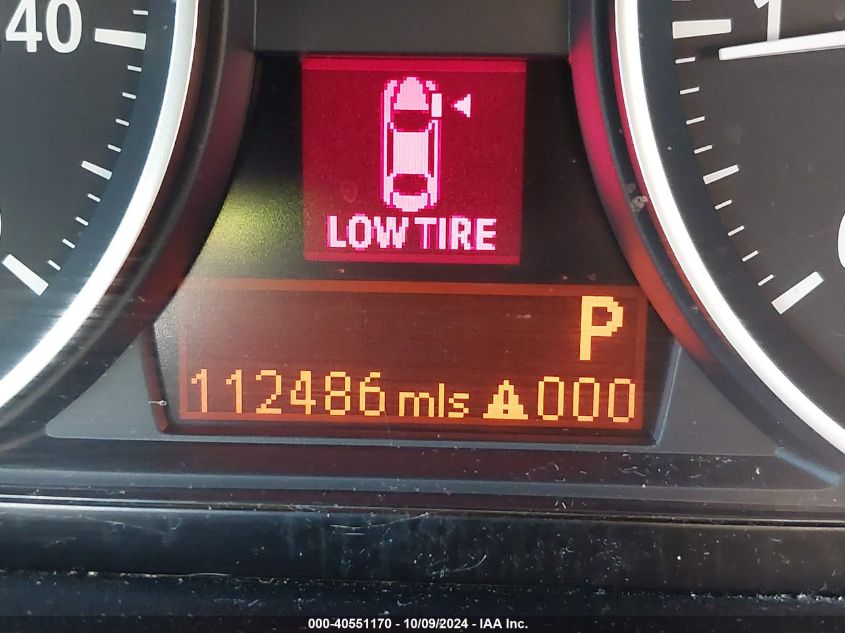 40
1
LOW TIRE
P
112486 mls 000
000-40551170 - 10/09/2024 - IAA Inc.